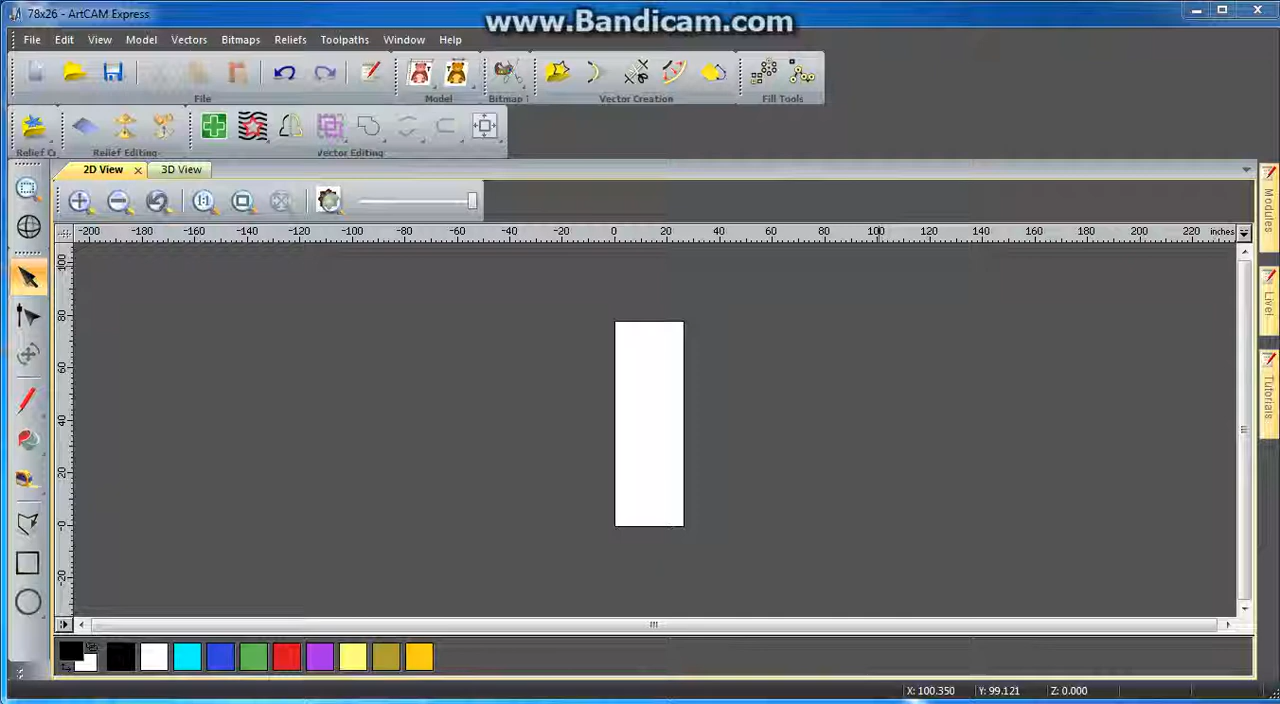 78x26 - ArtCAM Express
www.Bandicam.com
File Edit View Model Vectors Bitmaps Reliefs Toolpaths Window Help
File Model Bitmap Vector Creation Fill Tools
Relief Relief Editing Vector Editing
2D View 3D View
1:1
-200 -180 -160 -140 -120 -100 -80 -60 -40 -20 0 20 40 60 80 100 120 140 160 180 200 220 inches
100
80
60
40
20
-0
-20
Modules
Live!
Tutorials
X: 100.350 Y: 99.121 Z: 0.000